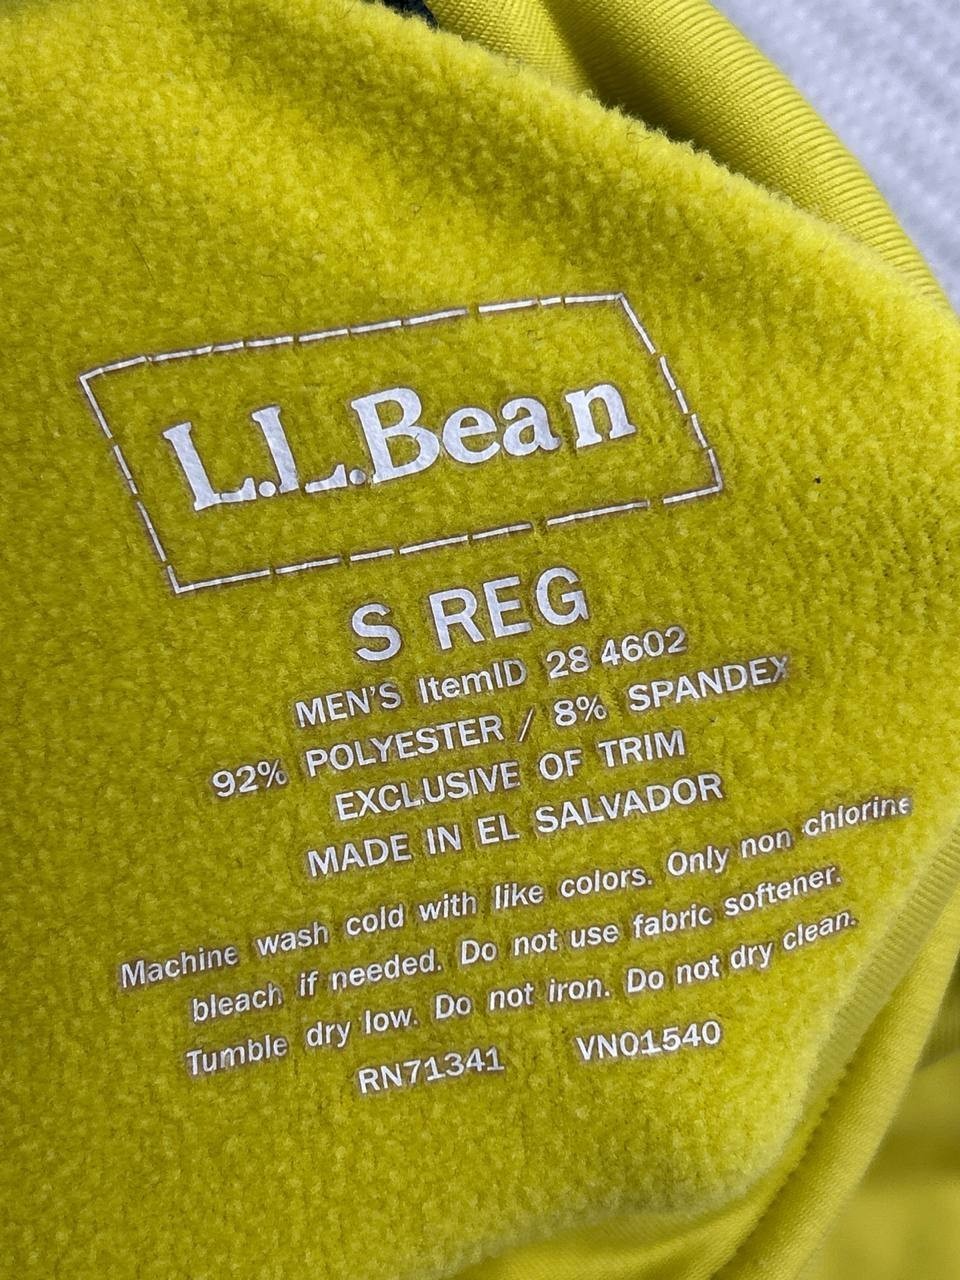 L.L.Bean
S REG
MEN'S ItemID 28 4602
92% POLYESTER / 8% SPANDEX
EXCLUSIVE OF TRIM
MADE IN EL SALVADOR
Machine wash cold with like colors. Only non chlorine
bleach if needed. Do not use fabric softener.
Tumble dry low. Do not iron. Do not dry clean.
RN71341 VN01540